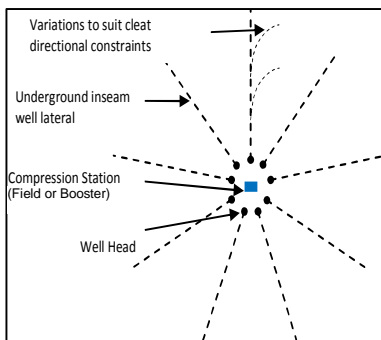 Variations to suit cleat
directional constraints
Underground inseam
well lateral
Compression Station
(Field or Booster)
Well Head